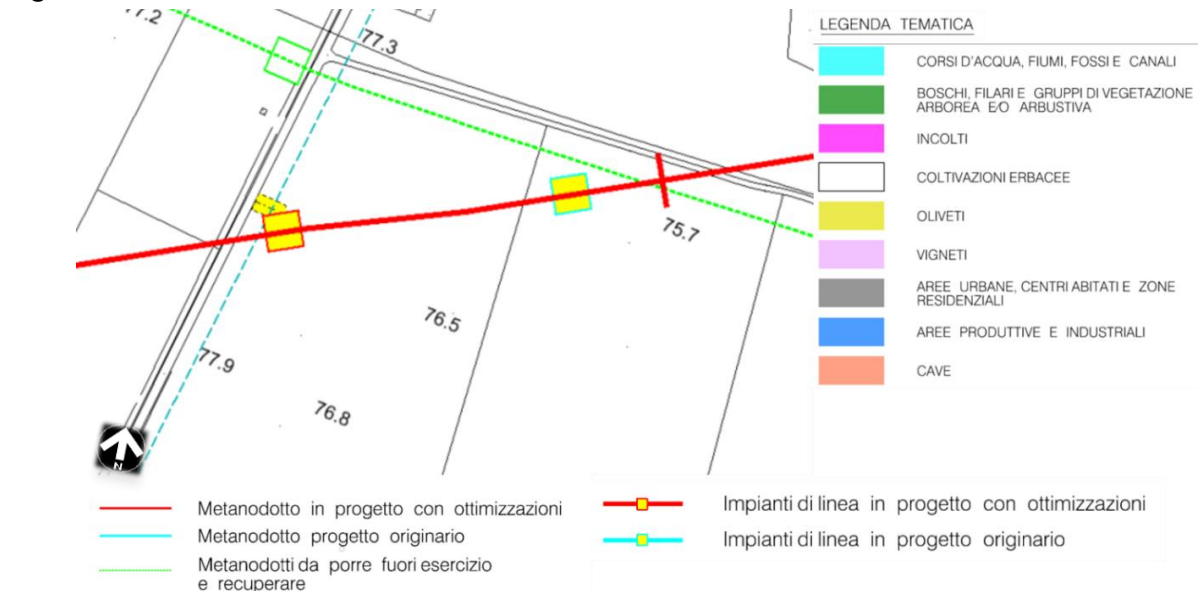 77.2
77.3
75.7
76.5
77.9
76.8
N
LEGENDA TEMATICA
CORSI D'ACQUA, FIUMI, FOSSI E CANALI
BOSCHI, FILARI E GRUPPI DI VEGETAZIONE
ARBOREA E/O ARBUSTIVA
INCOLTI
COLTIVAZIONI ERBACEE
OLIVETI
VIGNETI
AREE URBANE, CENTRI ABITATI E ZONE
RESIDENZIALI
AREE PRODUTTIVE E INDUSTRIALI
CAVE
Metanodotto in progetto con ottimizzazioni
Metanodotto progetto originario
Metanodotti da porre fuori esercizio
e recuperare
Impianti di linea in progetto con ottimizzazioni
Impianti di linea in progetto originario